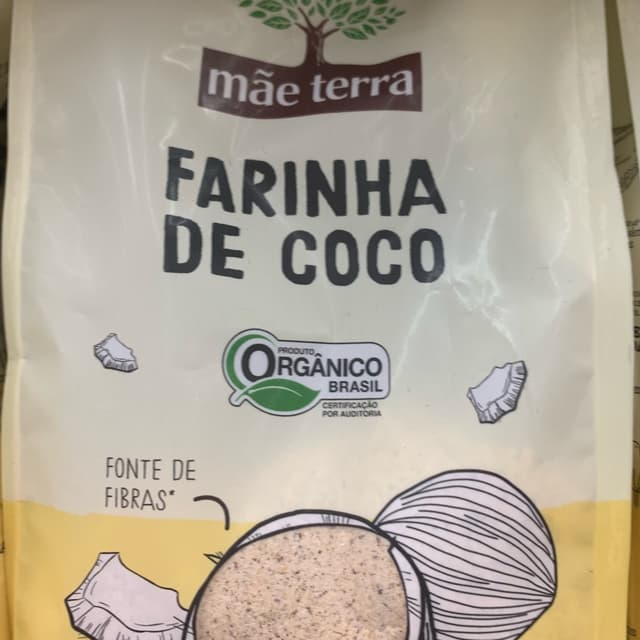 mãe terra
FARINHA
DE COCO
PRODUTO
ORGÂNICO
BRASIL
CERTIFICAÇÃO
POR AUDITORIA
FONTE DE
FIBRAS*